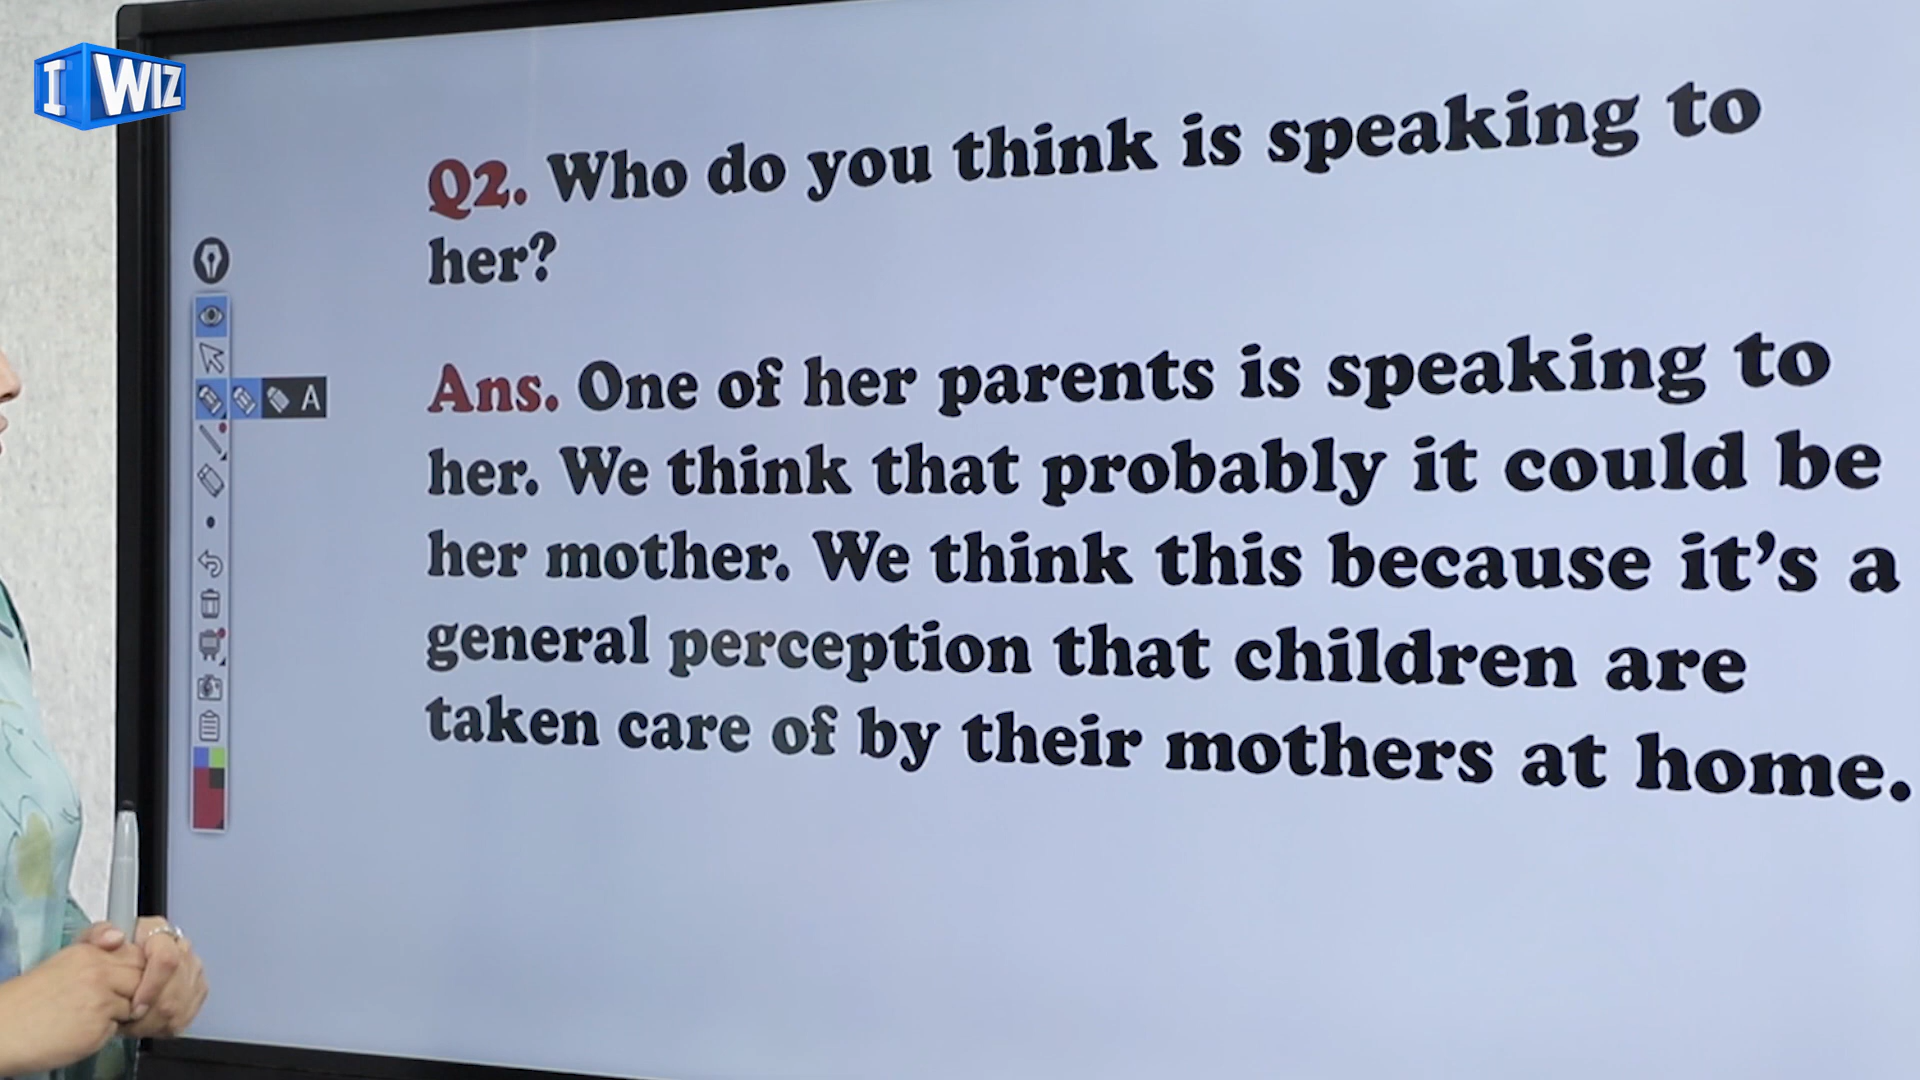 I WIZ
Q2. Who do you think is speaking to
her?
Ans. One of her parents is speaking to
her. We think that probably it could be
her mother. We think this because it's a
general perception that children are
taken care of by their mothers at home.
A